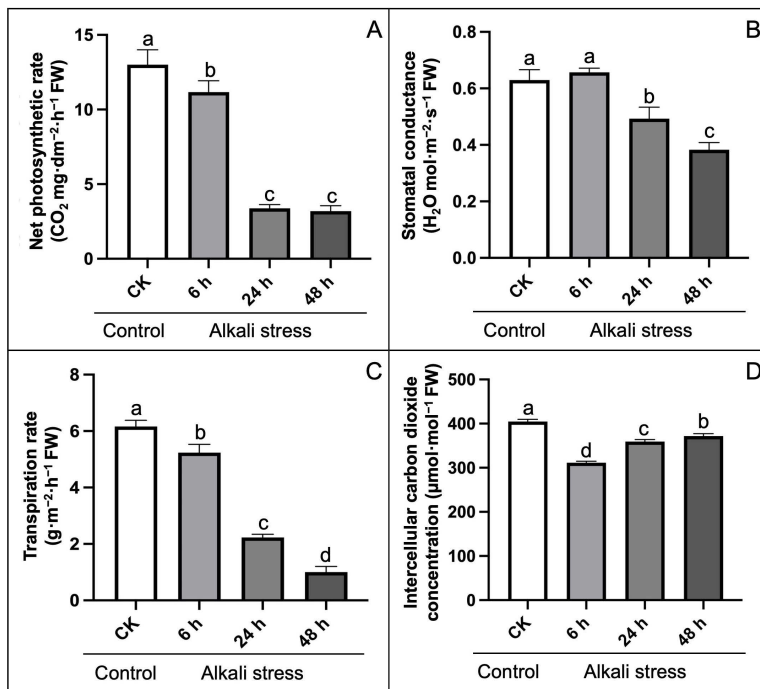 A
Net photosynthetic rate
(CO₂ mg·dm⁻²·h⁻¹ FW)
15
10
5
0
a
b
c
c
CK
6 h
24 h
48 h
Control
Alkali stress
B
Stomatal conductance
(H₂O mol·m⁻²·s⁻¹ FW)
0.8
0.6
0.4
0.2
0.0
a
a
b
c
CK
6 h
24 h
48 h
Control
Alkali stress
C
Transpiration rate
(g·m⁻²·h⁻¹ FW)
8
6
4
2
0
a
b
c
d
CK
6 h
24 h
48 h
Control
Alkali stress
D
Intercellular carbon dioxide
concentration (μmol·mol⁻¹ FW)
500
400
300
200
100
0
a
d
c
b
CK
6 h
24 h
48 h
Control
Alkali stress